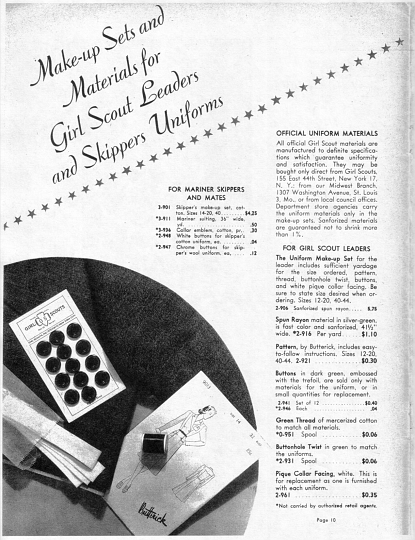 Make-up Sets and
Materials for
Girl Scout Leaders
and Skippers Uniforms
FOR MARINER SKIPPERS
AND MATES
3-901 Skipper's make-up set, cot-
ton, Sizes 14-20, 40..... $4.25
*3-911 Mariner suiting, 36" wide,
yd. .50
*3-936 Collar emblem, cotton, pr., .20
*2-948 White buttons for skipper's
cotton uniform, ea. .04
*2-947 Chrome buttons for skip-
per's wool uniform, ea. .12
OFFICIAL UNIFORM MATERIALS
All official Girl Scout materials are
manufactured to definite specifica-
tions which guarantee uniformity
and satisfaction. They may be
bought only direct from Girl Scouts,
155 East 44th Street, New York 17,
N. Y.; from our Midwest Branch,
1307 Washington Avenue, St. Louis
3, Mo., or from local council offices.
Department store agencies carry
the uniform materials only in the
make-up sets. Sanforized materials
are guaranteed not to shrink more
than 1%.
FOR GIRL SCOUT LEADERS
The Uniform Make-up Set for the
leader includes sufficient yardage
for the size ordered, pattern,
thread, buttonhole twist, buttons,
and white pique collar facing. Be
sure to state size desired when or-
dering. Sizes 12-20, 40-44.
2-906 Sanforized spun rayon..... 5.75
Spun Rayon material in silver-green,
is fast color and sanforized, 41½"
wide. *2-916 Per yard.... $1.10
Pattern, by Butterick, includes easy-
to-follow instructions. Sizes 12-20,
40-44. 2-921 $0.30
Buttons in dark green, embossed
with the trefoil, are sold only with
materials for the uniform, or in
small quantities for replacement.
2-941 Set of 12 $0.40
*2-946 Each .04
Green Thread of mercerized cotton
to match all materials.
*0-951 Spool $0.06
Buttonhole Twist in green to match
the uniforms.
*2-931 Spool $0.06
Pique Collar Facing, white. This is
for replacement as one is furnished
with each uniform.
2-961 $0.35
*Not carried by authorized retail agents.
Page 10
GIRL SCOUTS
Butterick